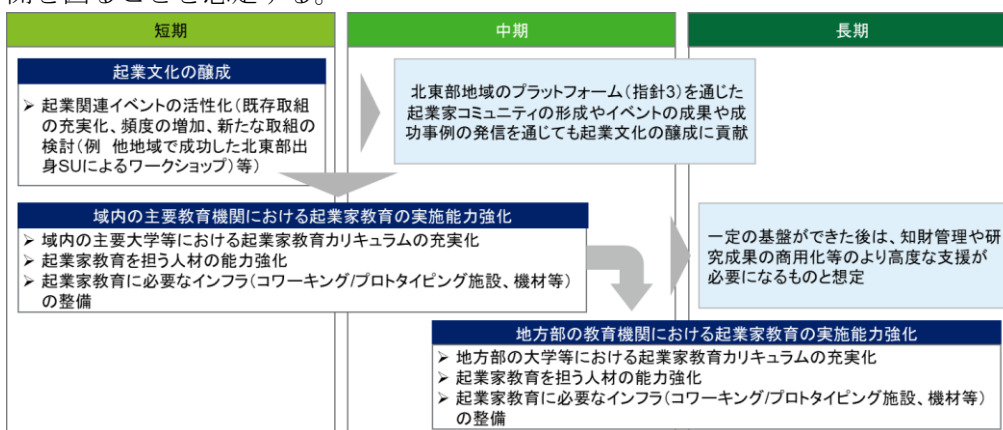 開を図ることを想定する。
短期
中期
長期
起業文化の醸成
➢ 起業関連イベントの活性化(既存取組
の充実化、頻度の増加、新たな取組の
検討(例 他地域で成功した北東部出
身SUによるワークショップ)等)
北東部地域のプラットフォーム(指針3)を通じた
起業家コミュニティの形成やイベントの成果や成
功事例の発信を通じても起業文化の醸成に貢献
域内の主要教育機関における起業家教育の実施能力強化
➢ 域内の主要大学等における起業家教育カリキュラムの充実化
➢ 起業家教育を担う人材の能力強化
➢ 起業家教育に必要なインフラ(コワーキング/プロトタイピング施設、機材等)
の整備
一定の基盤ができた後は、知財管理や研
究成果の商用化等のより高度な支援が
必要になるものと想定
地方部の教育機関における起業家教育の実施能力強化
➢ 地方部の大学等における起業家教育カリキュラムの充実化
➢ 起業家教育を担う人材の能力強化
➢ 起業家教育に必要なインフラ(コワーキング/プロトタイピング施設、機材等)
の整備